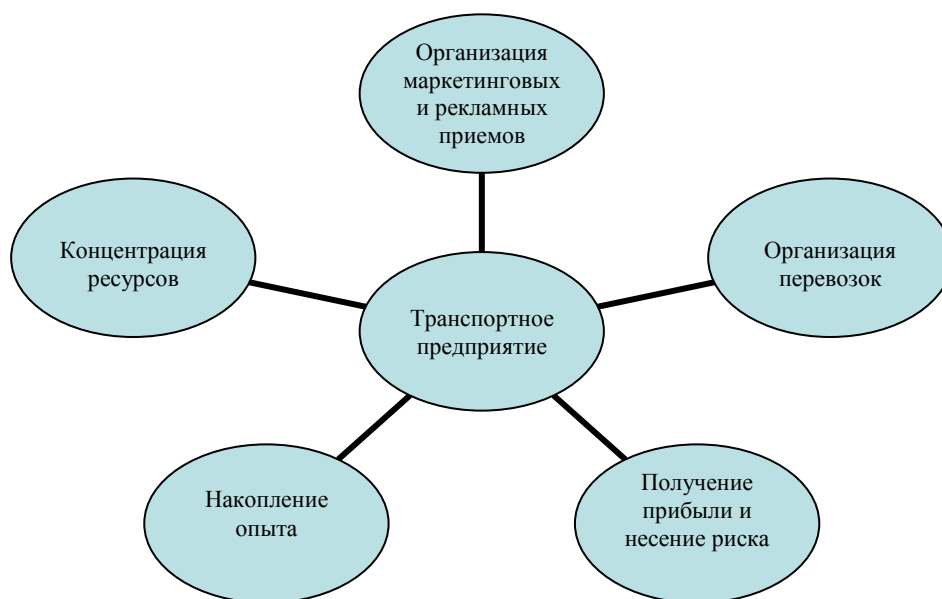 Организация
маркетинговых
и рекламных
приемов
Концентрация
ресурсов
Организация
перевозок
Транспортное
предприятие
Накопление
опыта
Получение
прибыли и
несение риска